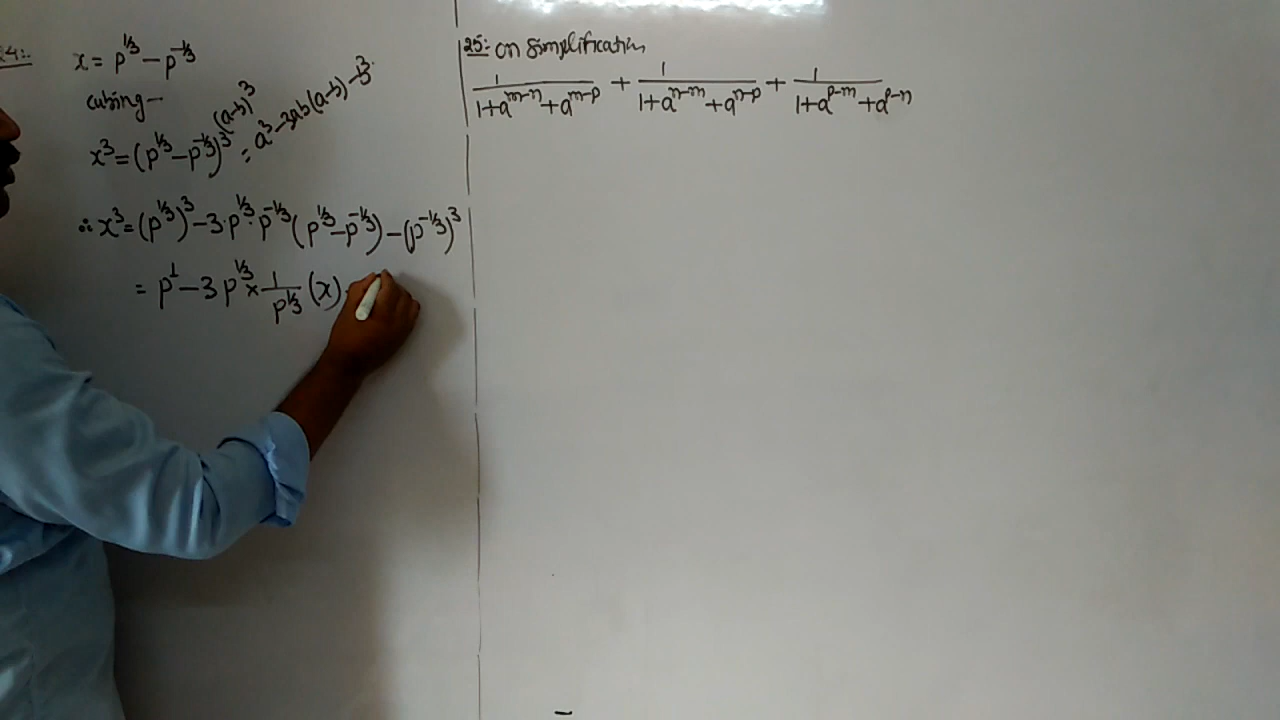 24:-
x = p^{1/3} - p^{-1/3}
cubing-
(a-b)^3 = a^3 - 3ab(a-b) - b^3
x^3 = (p^{1/3} - p^{-1/3})^3
∴ x^3 = (p^{1/3})^3 - 3·p^{1/3}·p^{-1/3}(p^{1/3} - p^{-1/3}) - (p^{-1/3})^3
= p^1 - 3p^{1/3} × 1/p^{1/3} (x)
25:- on simplification
1/(1+a^{m-n}+a^{m-p}) + 1/(1+a^{n-m}+a^{n-p}) + 1/(1+a^{p-m}+a^{p-n})